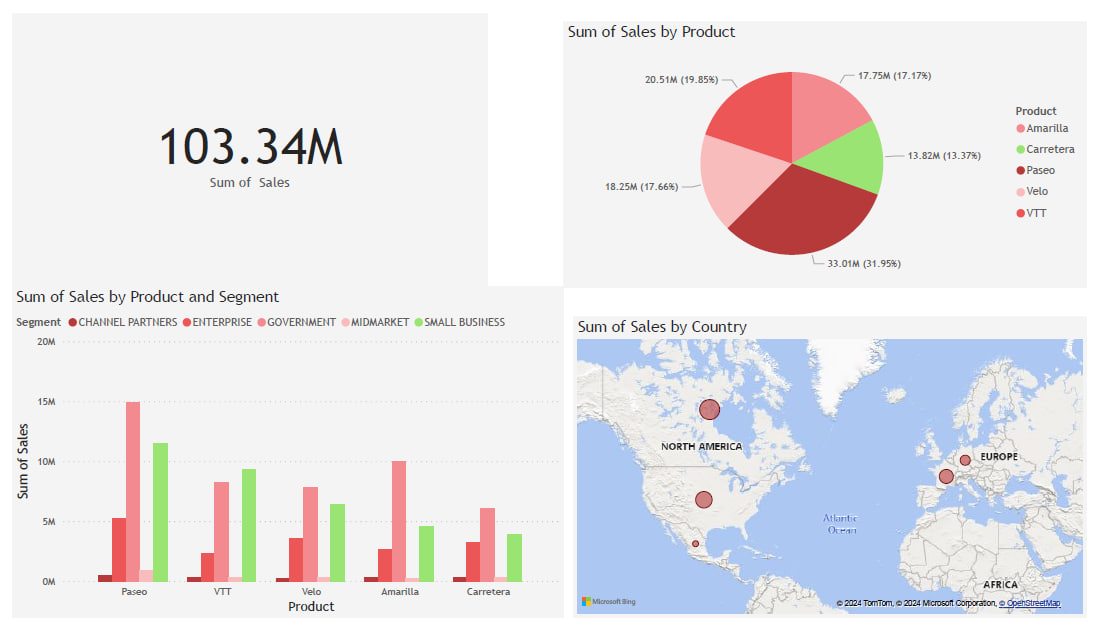 103.34M
Sum of Sales
Sum of Sales by Product
20.51M (19.85%)
17.75M (17.17%)
13.82M (13.37%)
18.25M (17.66%)
33.01M (31.95%)
Product
Amarilla
Carretera
Paseo
Velo
VTT
Sum of Sales by Product and Segment
Segment CHANNEL PARTNERS ENTERPRISE GOVERNMENT MIDMARKET SMALL BUSINESS
20M
15M
10M
5M
0M
Sum of Sales
Paseo VTT Velo Amarilla Carretera
Product
Sum of Sales by Country
NORTH AMERICA
EUROPE
Atlantic
Ocean
AFRICA
Microsoft Bing
© 2024 TomTom, © 2024 Microsoft Corporation, © OpenStreetMap